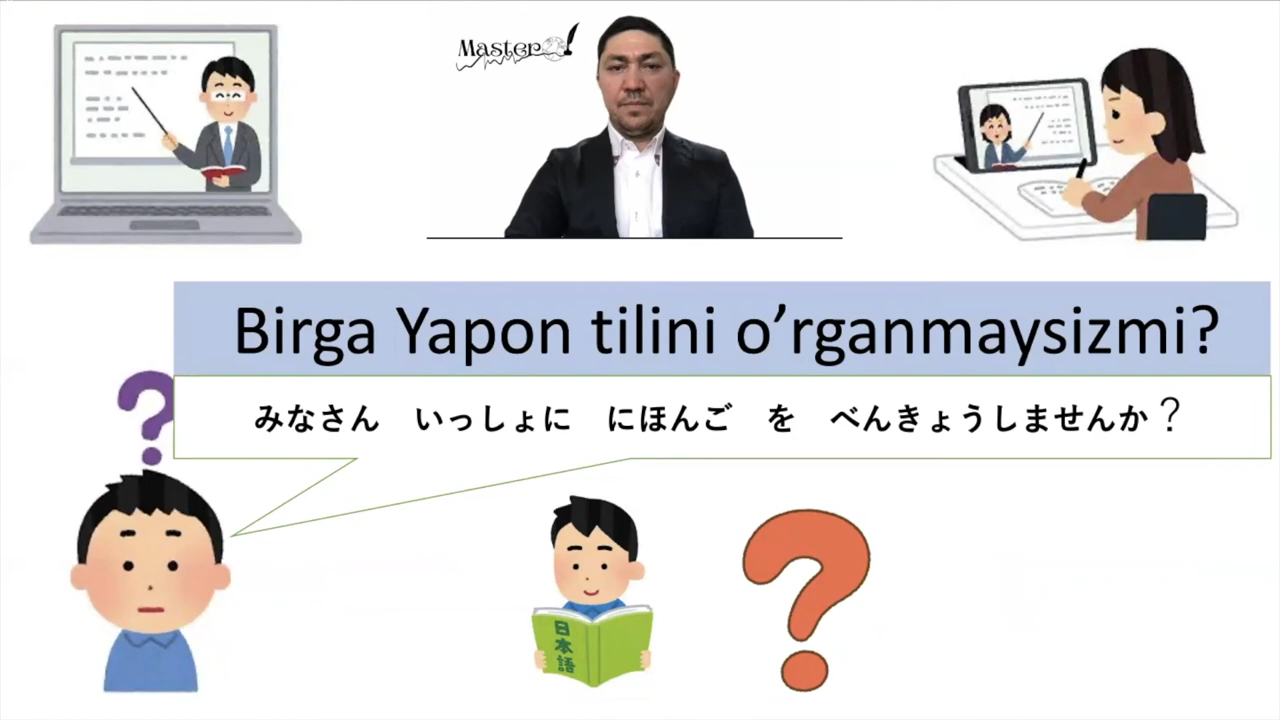 Master
Birga Yapon tilini o’rganmaysizmi?
みなさん　いっしょに　にほんご　を　べんきょうしませんか？
日本語